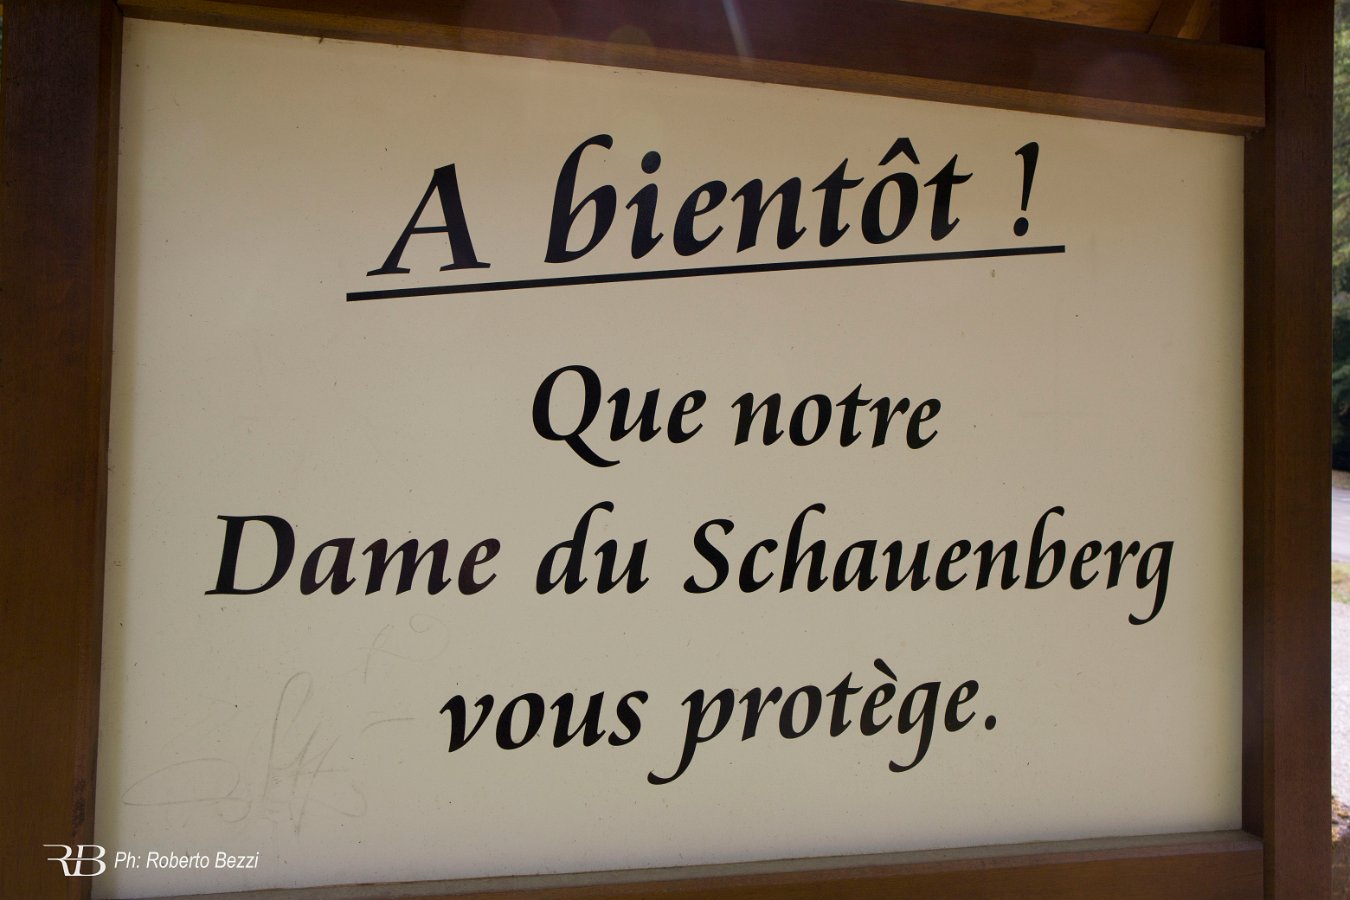 A bientôt !
Que notre
Dame du Schauenberg
vous protège.
RB Ph: Roberto Bezzi